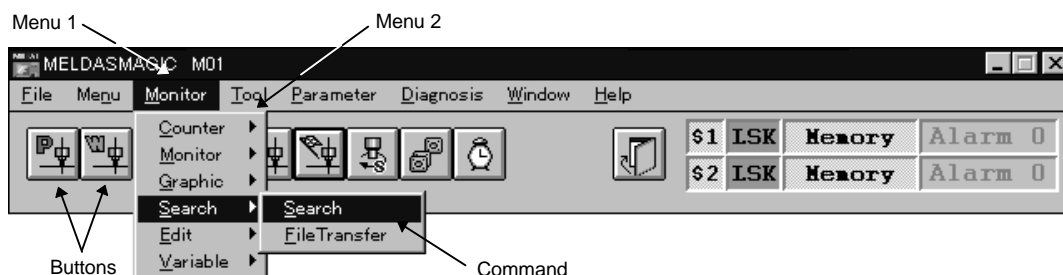 Menu 1
Menu 2
MELDASMAGIC M01
File Menu Monitor Tool Parameter Diagnosis Window Help
P W S
$1 LSK Memory Alarm 0
$2 LSK Memory Alarm 0
Counter
Monitor
Graphic
Search
Edit
Variable
Search
FileTransfer
Buttons
Command